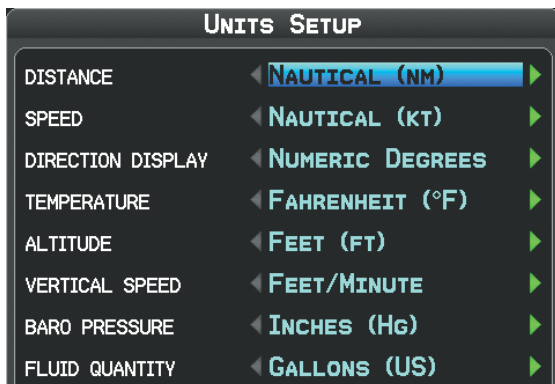 Units Setup
DISTANCE Nautical (nm)
SPEED Nautical (kt)
DIRECTION DISPLAY Numeric Degrees
TEMPERATURE Fahrenheit (°F)
ALTITUDE Feet (ft)
VERTICAL SPEED Feet/Minute
BARO PRESSURE Inches (Hg)
FLUID QUANTITY Gallons (US)